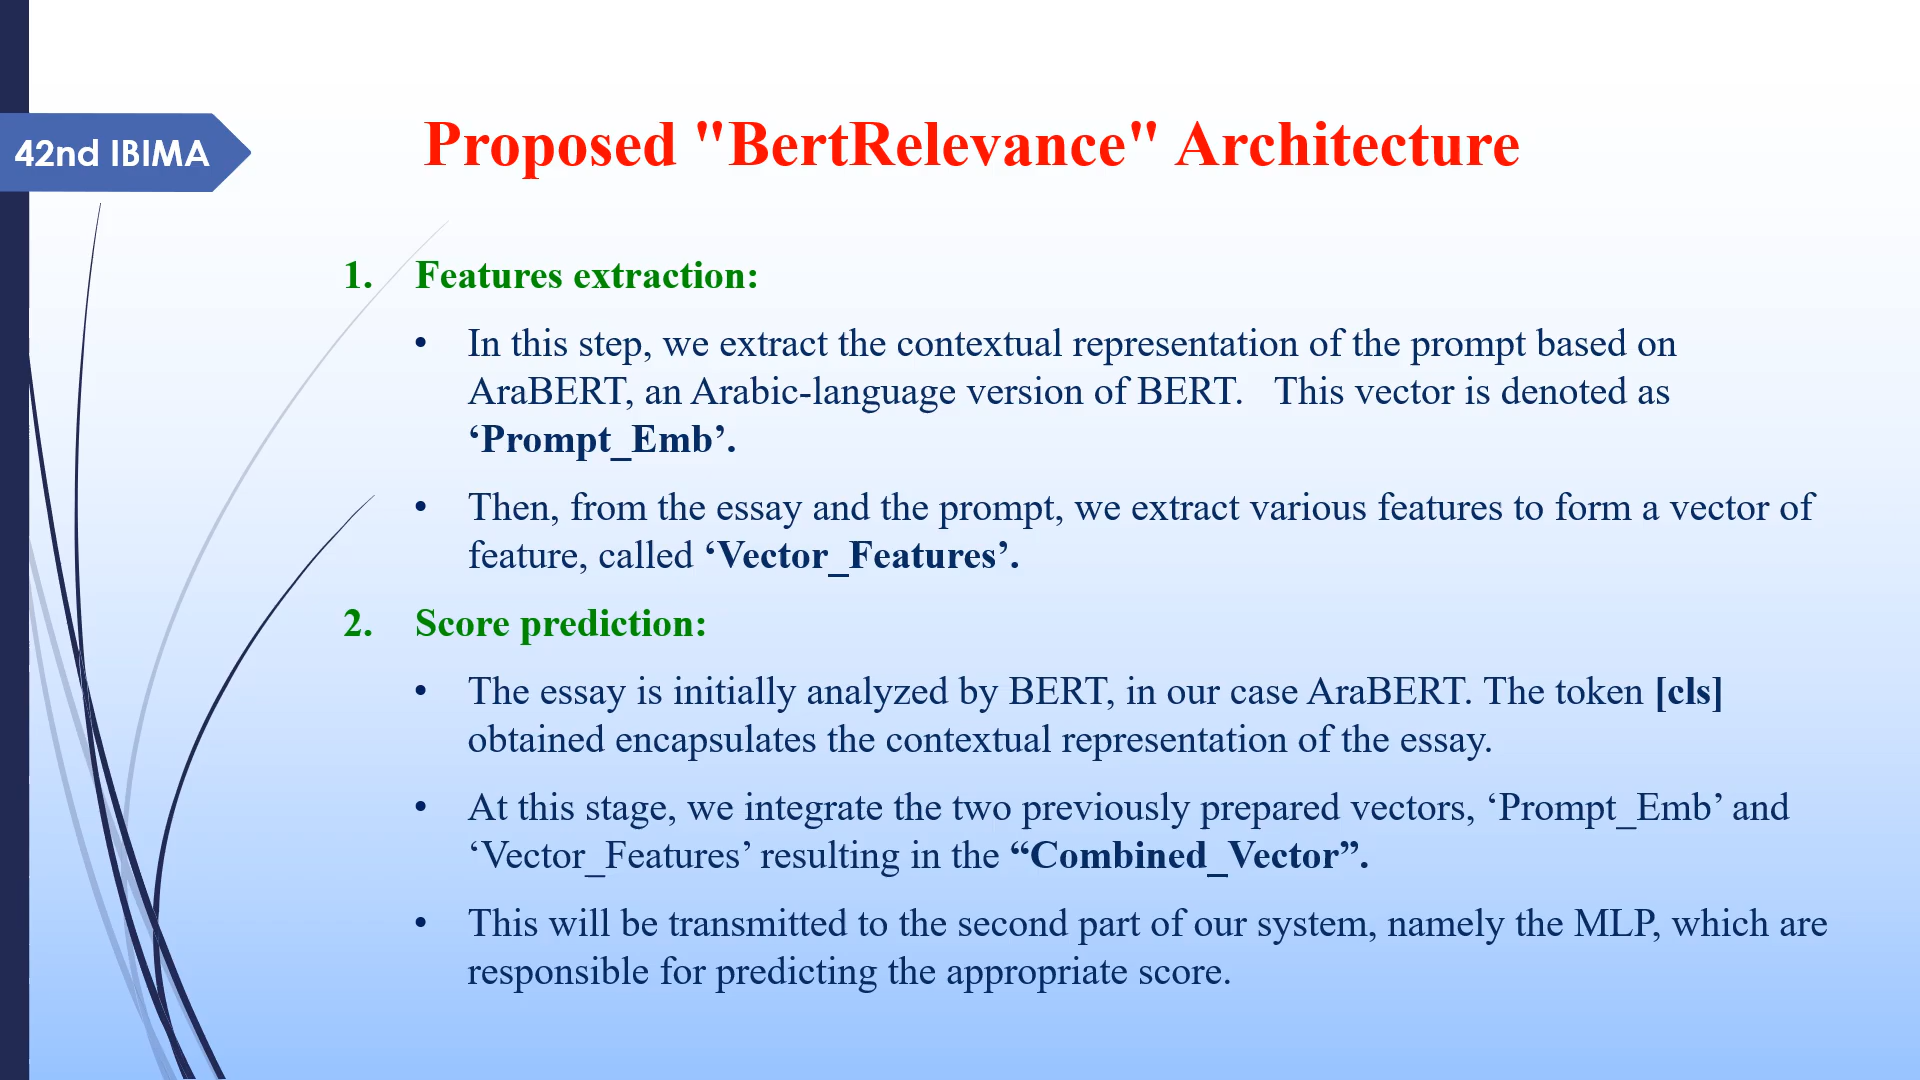 42nd IBIMA
Proposed "BertRelevance" Architecture
1. Features extraction:
• In this step, we extract the contextual representation of the prompt based on
AraBERT, an Arabic-language version of BERT.   This vector is denoted as
‘Prompt_Emb’.
• Then, from the essay and the prompt, we extract various features to form a vector of
feature, called ‘Vector_Features’.
2. Score prediction:
• The essay is initially analyzed by BERT, in our case AraBERT. The token [cls]
obtained encapsulates the contextual representation of the essay.
• At this stage, we integrate the two previously prepared vectors, ‘Prompt_Emb’ and
‘Vector_Features’ resulting in the “Combined_Vector”.
• This will be transmitted to the second part of our system, namely the MLP, which are
responsible for predicting the appropriate score.